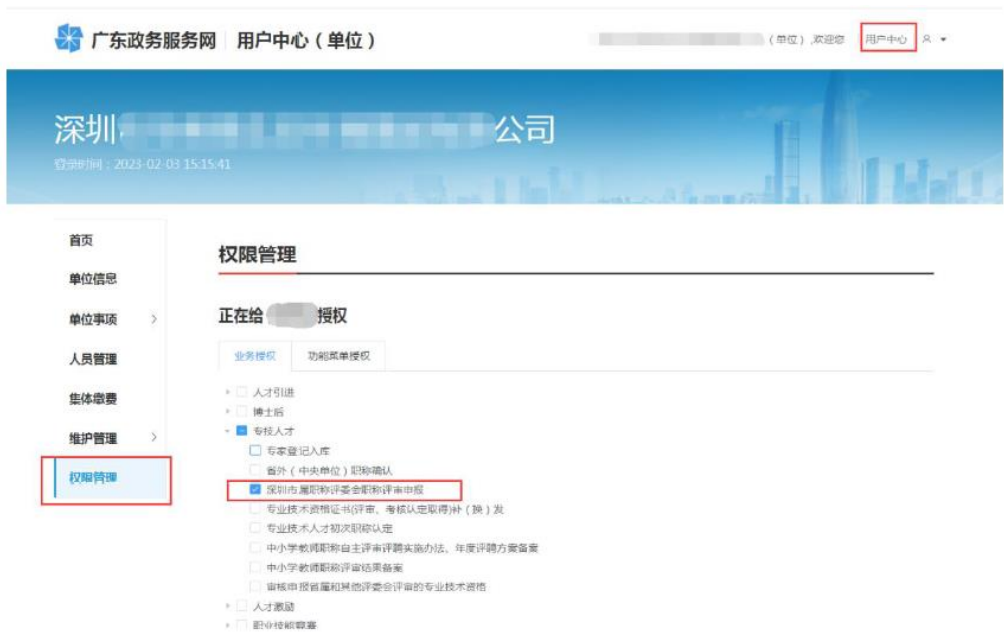 广东政务服务网 用户中心（单位） （单位）,欢迎您 用户中心
深圳 公司
登录时间：2023-02-03 15:15:41
首页
单位信息
单位事项
人员管理
集体缴费
维护管理
权限管理
权限管理
正在给 授权
业务授权 功能菜单授权
人才引进
博士后
专技人才
专家登记入库
省外（中央单位）职称确认
深圳市属职称评委会职称评审申报
专业技术资格证书(评审、考核认定取得)补（换）发
专业技术人才初次职称认定
中小学教师职称自主评审评聘实施办法、年度评聘方案备案
中小学教师职称评审结果备案
审核申报省属和其他评委会评审的专业技术资格
人才激励
职业技能竞赛